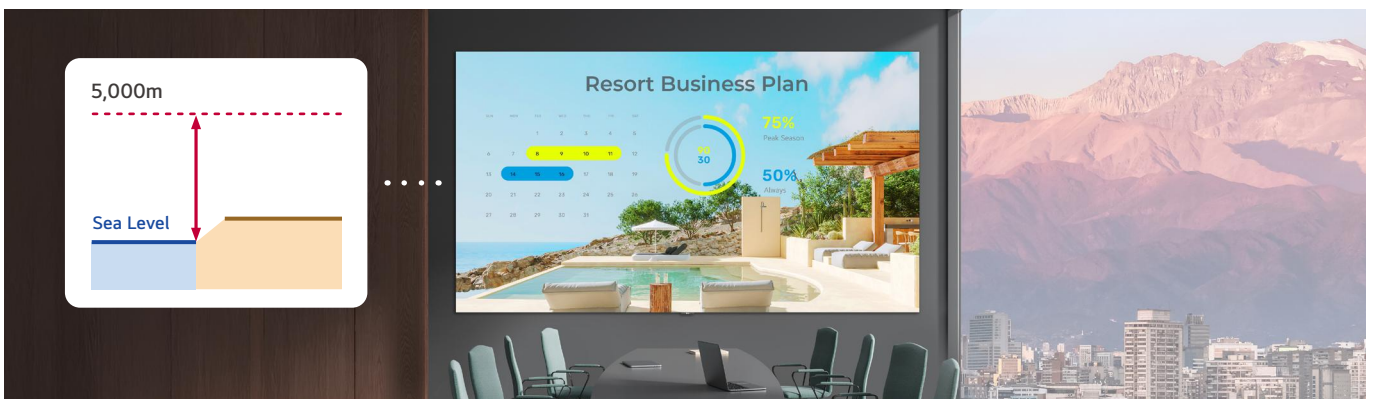 5,000m
Sea Level
Resort Business Plan
1 2 3 4 5
6 7 8 9 10 11 12
13 14 15 16 17 18 19
20 21 22 23 24 25 26
27 28 29 30 31
30
75%
Peak Season
50%
Always